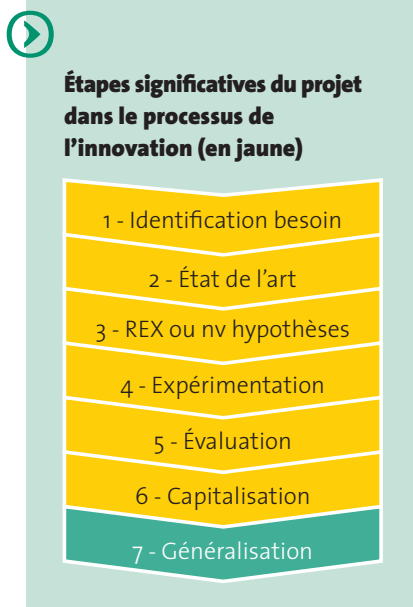 Étapes significatives du projet
dans le processus de
l’innovation (en jaune)
1 - Identification besoin
2 - État de l’art
3 - REX ou nv hypothèses
4 - Expérimentation
5 - Évaluation
6 - Capitalisation
7 - Généralisation